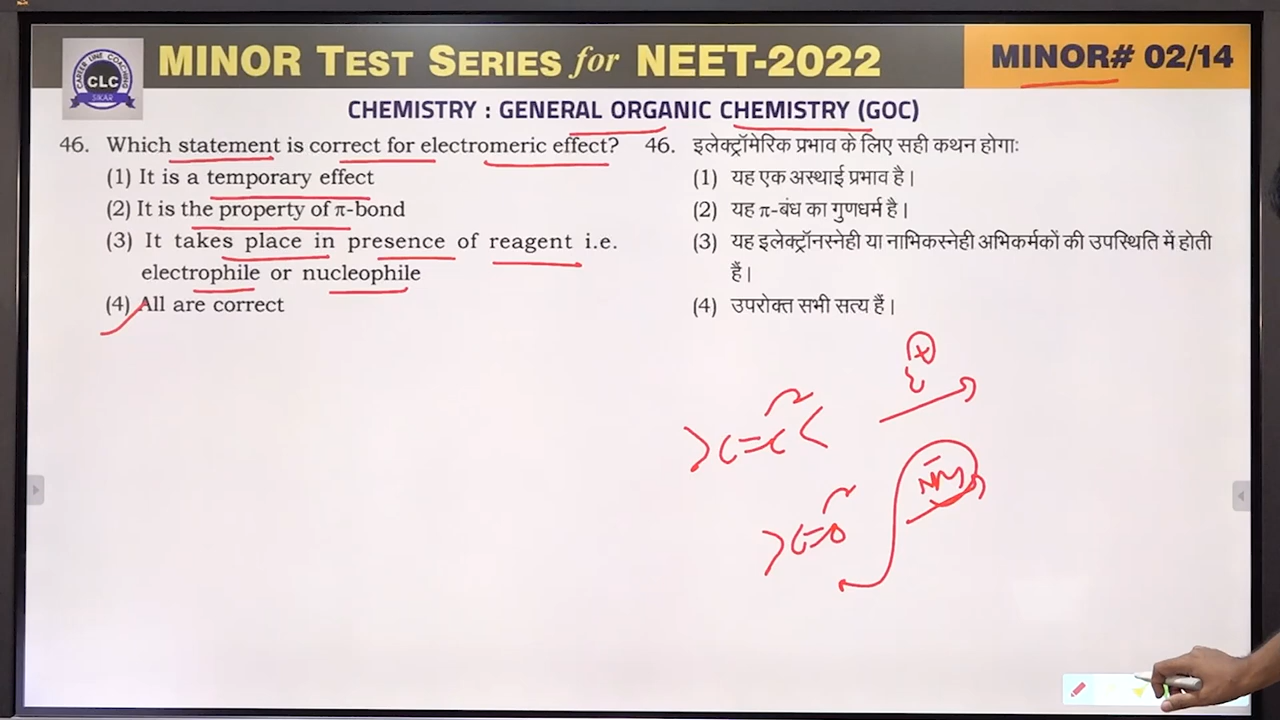 MINOR TEST SERIES for NEET-2022
MINOR# 02/14
CAREER LINE COACHING
CLC
SIKAR
CHEMISTRY : GENERAL ORGANIC CHEMISTRY (GOC)
46. Which statement is correct for electromeric effect?
(1) It is a temporary effect
(2) It is the property of π-bond
(3) It takes place in presence of reagent i.e.
electrophile or nucleophile
(4) All are correct
46. इलेक्ट्रॉमेरिक प्रभाव के लिए सही कथन होगाः
(1) यह एक अस्थाई प्रभाव है।
(2) यह π-बंध का गुणधर्म है।
(3) यह इलेक्ट्रॉनस्नेही या नाभिकस्नेही अभिकर्मकों की उपस्थिति में होती
हैं।
(4) उपरोक्त सभी सत्य हैं।
>C=C<
>C=O